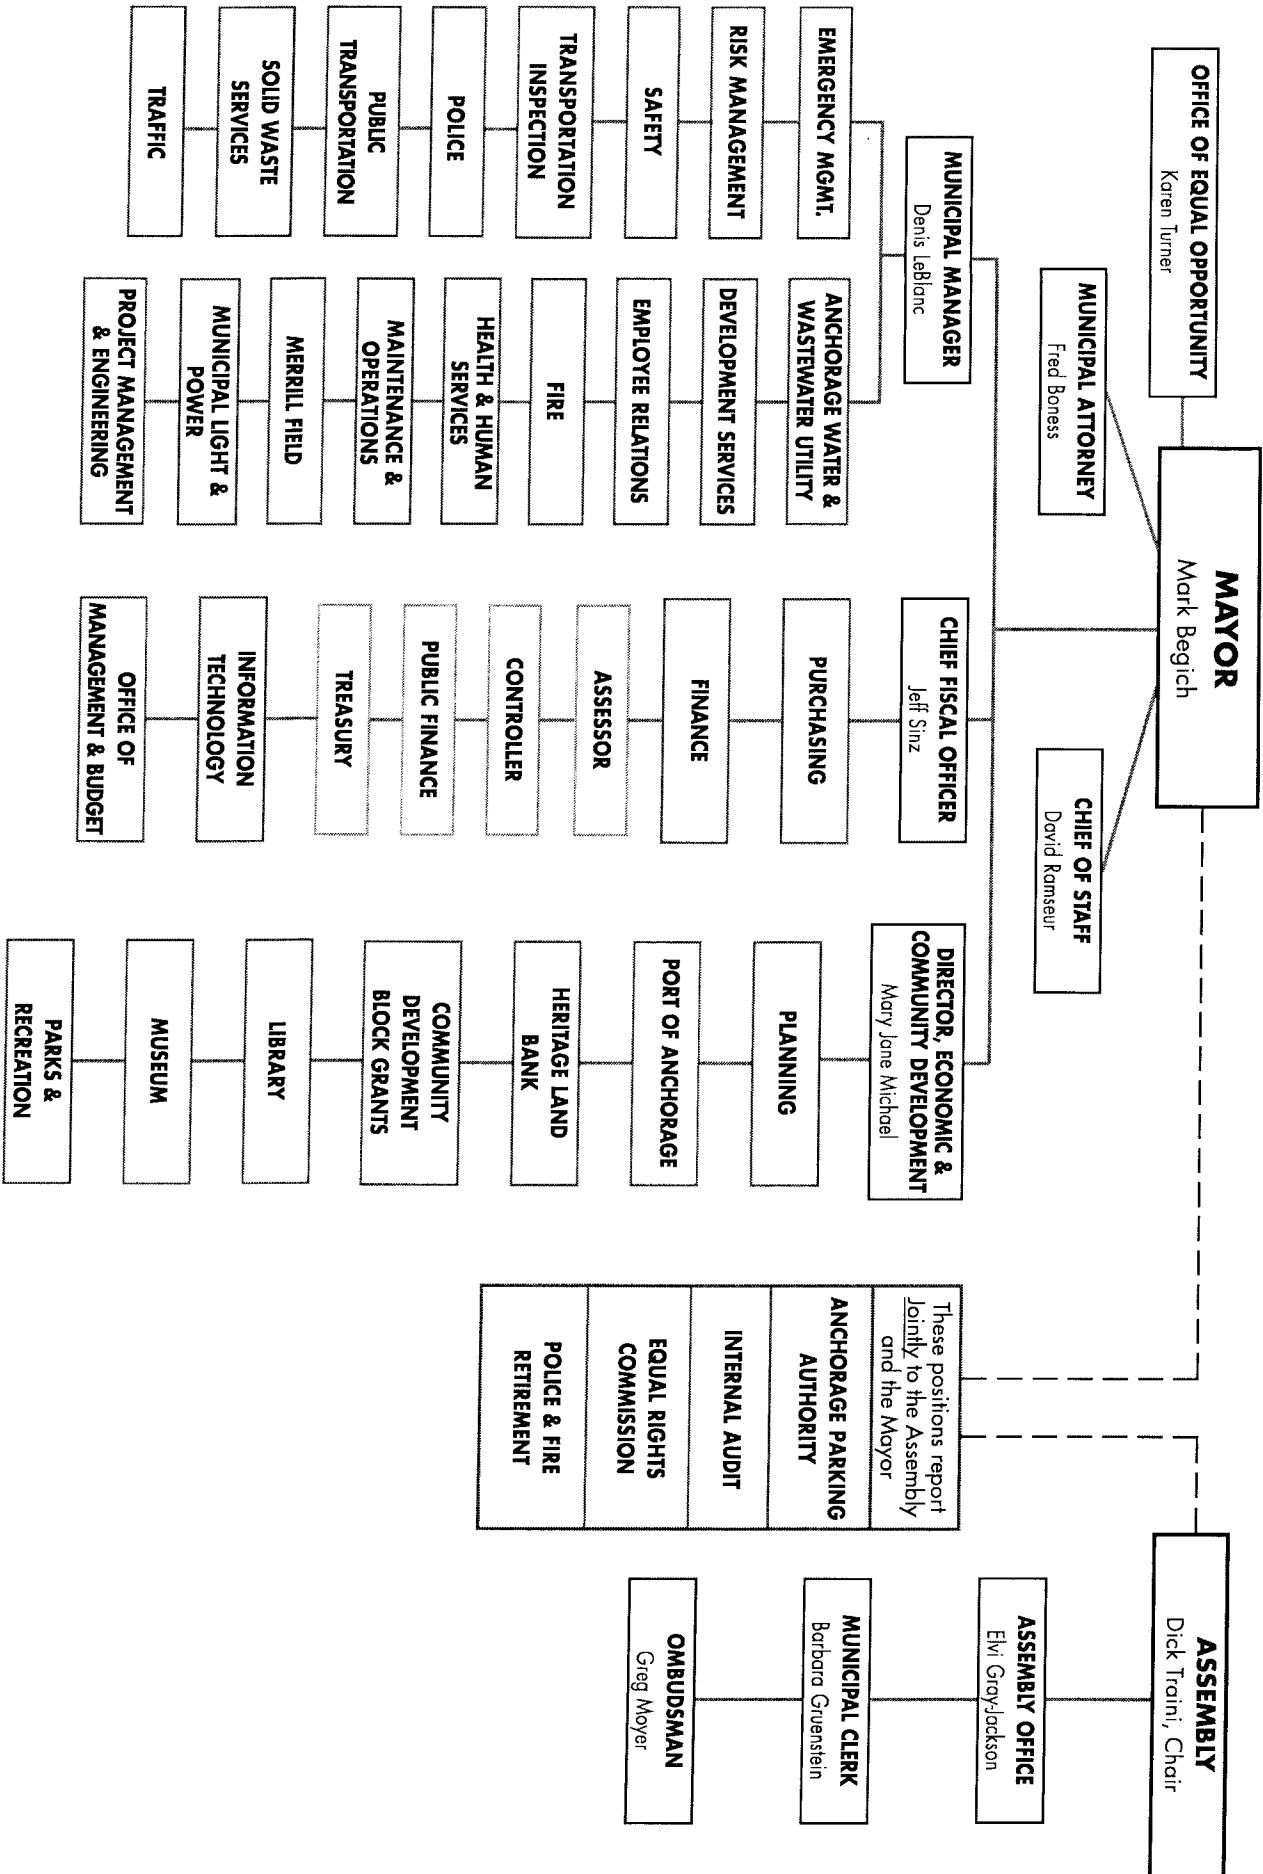 MAYOR
Mark Begich
OFFICE OF EQUAL OPPORTUNITY
Karen Turner
MUNICIPAL ATTORNEY
Fred Boness
CHIEF OF STAFF
David Ramseur
MUNICIPAL MANAGER
Denis LeBlanc
EMERGENCY MGMT.
RISK MANAGEMENT
SAFETY
TRANSPORTATION
INSPECTION
POLICE
PUBLIC
TRANSPORTATION
SOLID WASTE
SERVICES
TRAFFIC
ANCHORAGE WATER &
WASTEWATER UTILITY
DEVELOPMENT SERVICES
EMPLOYEE RELATIONS
FIRE
HEALTH & HUMAN
SERVICES
MAINTENANCE &
OPERATIONS
MERRILL FIELD
MUNICIPAL LIGHT &
POWER
PROJECT MANAGEMENT
& ENGINEERING
CHIEF FISCAL OFFICER
Jeff Sinz
PURCHASING
FINANCE
ASSESSOR
CONTROLLER
PUBLIC FINANCE
TREASURY
INFORMATION
TECHNOLOGY
OFFICE OF
MANAGEMENT & BUDGET
DIRECTOR, ECONOMIC &
COMMUNITY DEVELOPMENT
Mary Jane Michael
PLANNING
PORT OF ANCHORAGE
HERITAGE LAND
BANK
COMMUNITY
DEVELOPMENT
BLOCK GRANTS
LIBRARY
MUSEUM
PARKS &
RECREATION
These positions report
Jointly to the Assembly
and the Mayor
ANCHORAGE PARKING
AUTHORITY
INTERNAL AUDIT
EQUAL RIGHTS
COMMISSION
POLICE & FIRE
RETIREMENT
ASSEMBLY
Dick Traini, Chair
ASSEMBLY OFFICE
Elvi Gray-Jackson
MUNICIPAL CLERK
Barbara Gruenstein
OMBUDSMAN
Greg Moyer